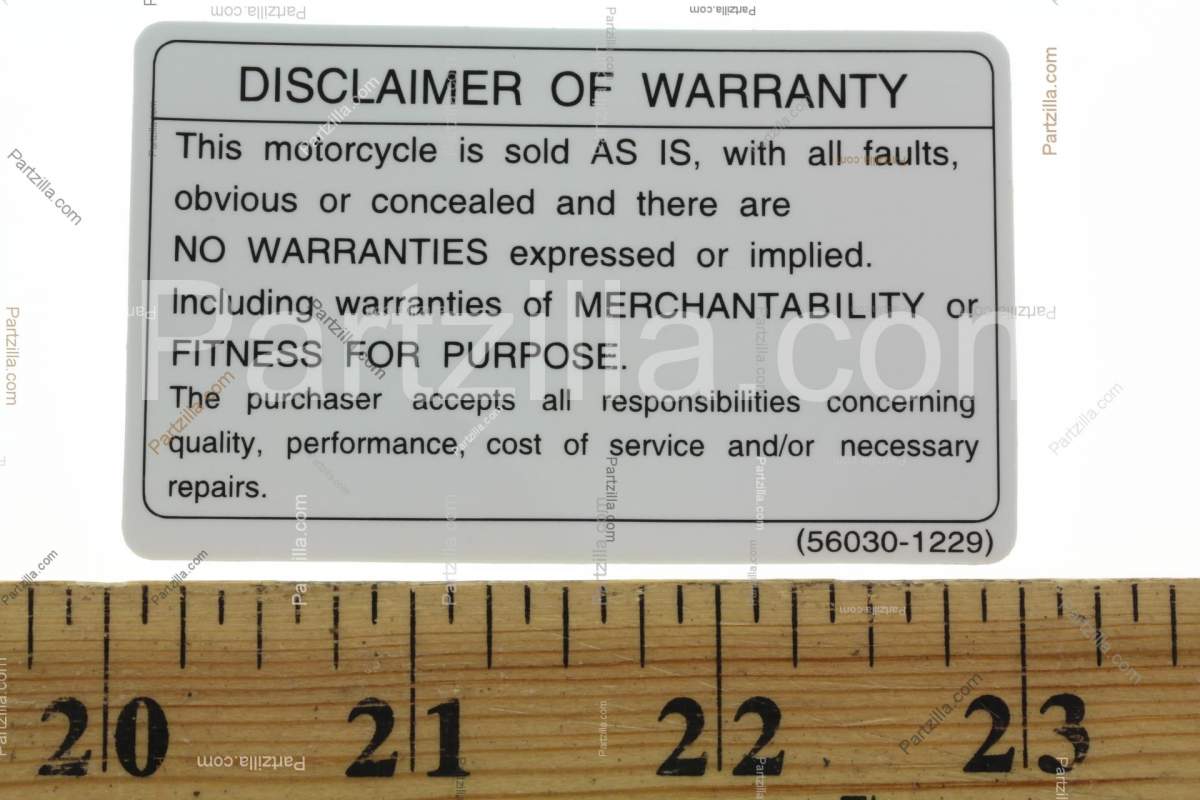 DISCLAIMER OF WARRANTY
This motorcycle is sold AS IS, with all faults,
obvious or concealed and there are
NO WARRANTIES expressed or implied.
Including warranties of MERCHANTABILITY or
FITNESS FOR PURPOSE.
The purchaser accepts all responsibilities concerning
quality, performance, cost of service and/or necessary
repairs.
(56030-1229)
Partzilla.com
20 21 22 23